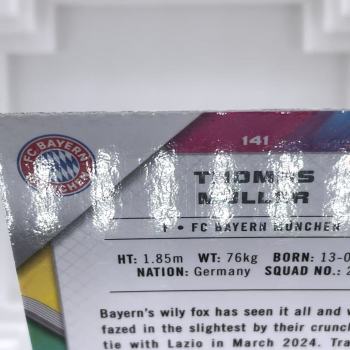 141
FC BAYERN
MÜNCHEN
THOMAS
MÜLLER
• FC BAYERN MÜNCHEN
HT: 1.85m WT: 76kg BORN: 13-0
NATION: Germany SQUAD NO.: 2
Bayern's wily fox has seen it all and
fazed in the slightest by their crunch
tie with Lazio in March 2024. Tra